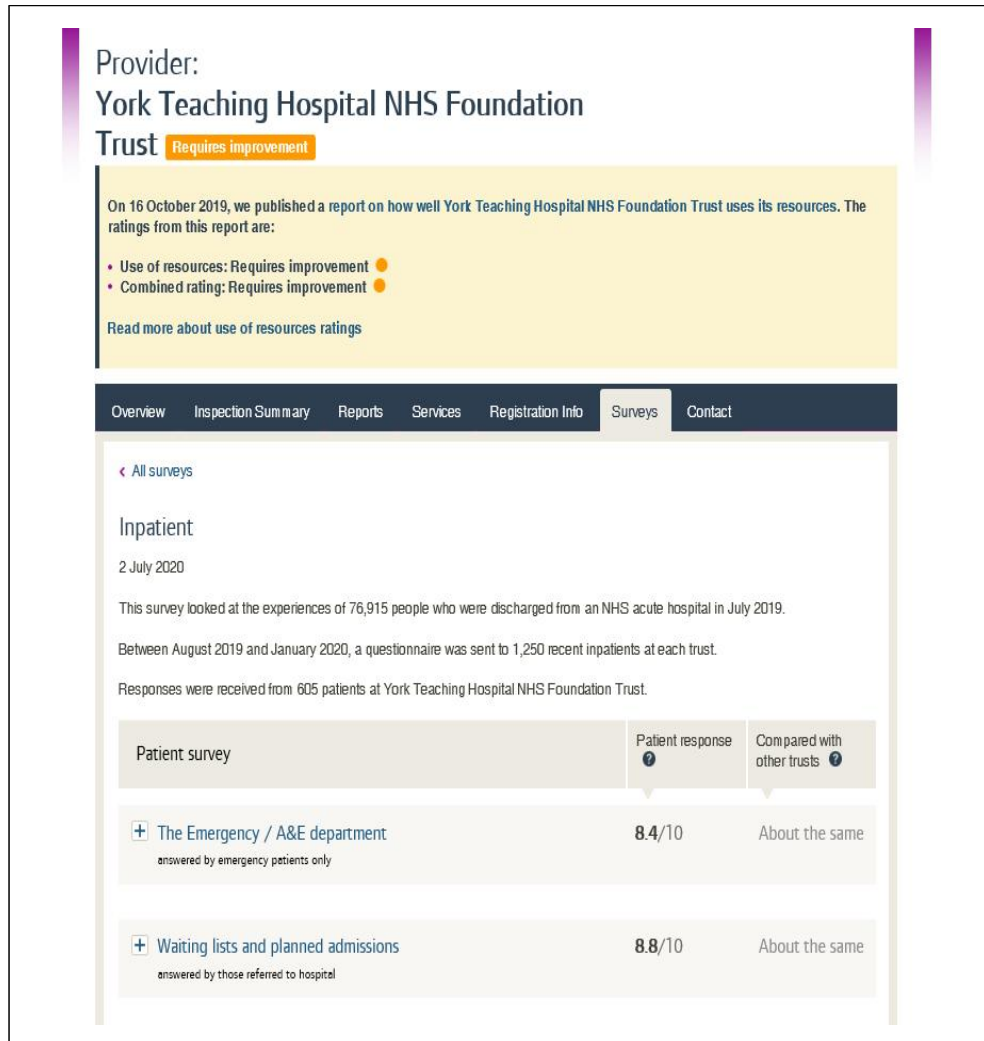 Provider:
York Teaching Hospital NHS Foundation
Trust Requires improvement
On 16 October 2019, we published a report on how well York Teaching Hospital NHS Foundation Trust uses its resources. The
ratings from this report are:
• Use of resources: Requires improvement
• Combined rating: Requires improvement
Read more about use of resources ratings
Overview Inspection Summary Reports Services Registration Info Surveys Contact
‹ All surveys
Inpatient
2 July 2020
This survey looked at the experiences of 76,915 people who were discharged from an NHS acute hospital in July 2019.
Between August 2019 and January 2020, a questionnaire was sent to 1,250 recent inpatients at each trust.
Responses were received from 605 patients at York Teaching Hospital NHS Foundation Trust.
Patient survey
Patient response
?
Compared with
other trusts ?
+ The Emergency / A&E department 8.4/10 About the same
answered by emergency patients only
+ Waiting lists and planned admissions 8.8/10 About the same
answered by those referred to hospital